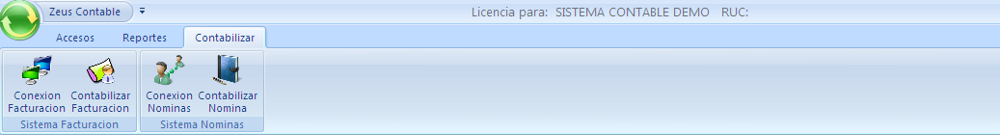 Zeus Contable
Licencia para: SISTEMA CONTABLE DEMO RUC:
Accesos Reportes Contabilizar
Conexion Facturacion
Contabilizar Facturacion
Conexion Nominas
Contabilizar Nomina
Sistema Facturacion
Sistema Nominas